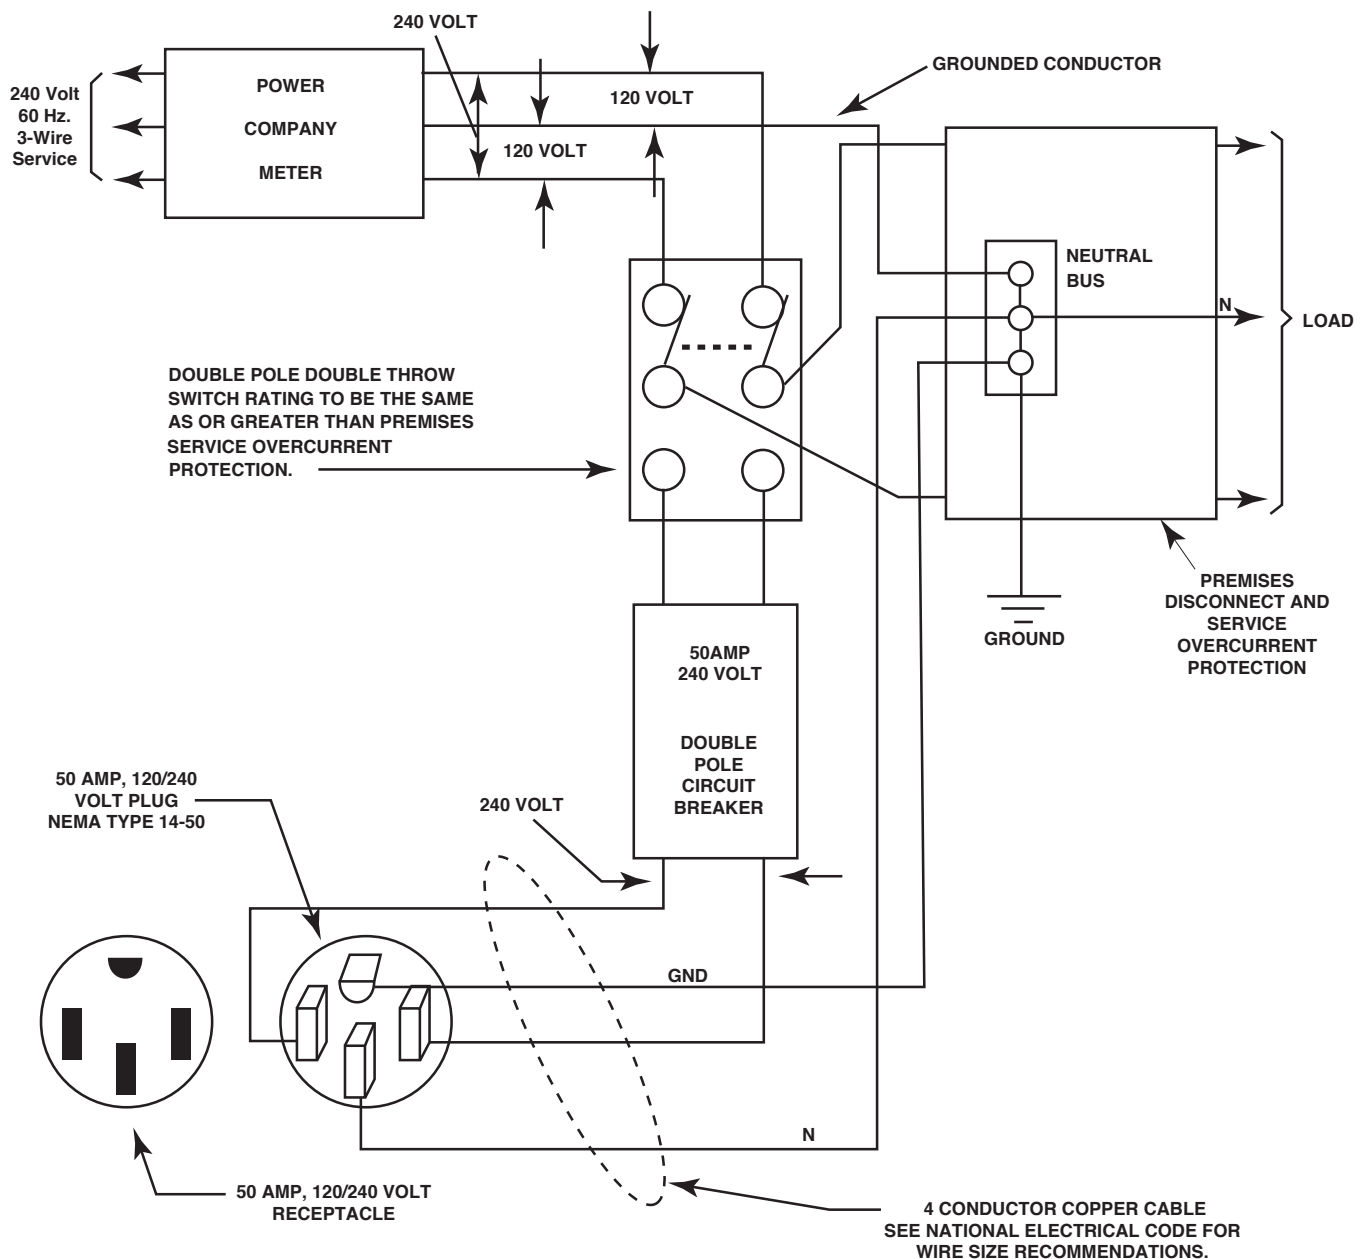 240 VOLT
GROUNDED CONDUCTOR
240 Volt
60 Hz.
3-Wire
Service
POWER
COMPANY
METER
120 VOLT
120 VOLT
NEUTRAL
BUS
N
LOAD
DOUBLE POLE DOUBLE THROW
SWITCH RATING TO BE THE SAME
AS OR GREATER THAN PREMISES
SERVICE OVERCURRENT
PROTECTION.
GROUND
PREMISES
DISCONNECT AND
SERVICE
OVERCURRENT
PROTECTION
50AMP
240 VOLT
DOUBLE
POLE
CIRCUIT
BREAKER
50 AMP, 120/240
VOLT PLUG
NEMA TYPE 14-50
240 VOLT
GND
N
50 AMP, 120/240 VOLT
RECEPTACLE
4 CONDUCTOR COPPER CABLE
SEE NATIONAL ELECTRICAL CODE FOR
WIRE SIZE RECOMMENDATIONS.